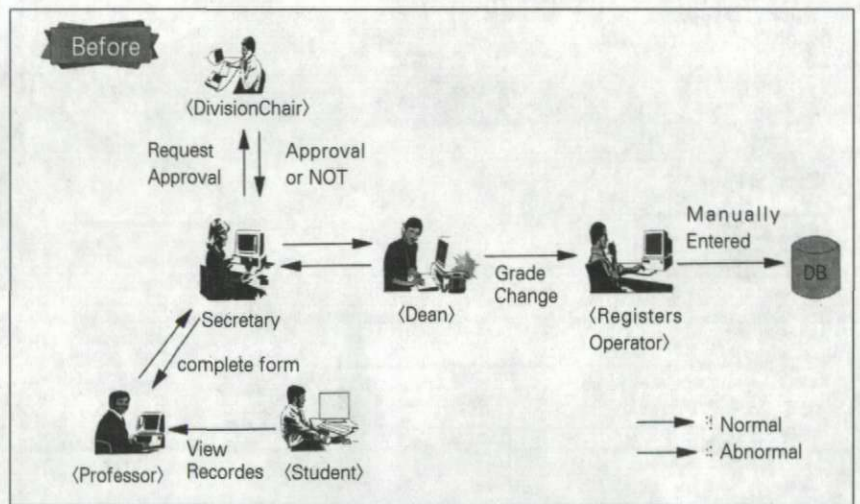 Before
〈DivisionChair〉
Request
Approval
Approval
or NOT
Secretary
〈Dean〉
Grade
Change
〈Registers
Operator〉
Manually
Entered
DB
complete form
〈Professor〉
View
Recordes
〈Student〉
: Normal
: Abnormal